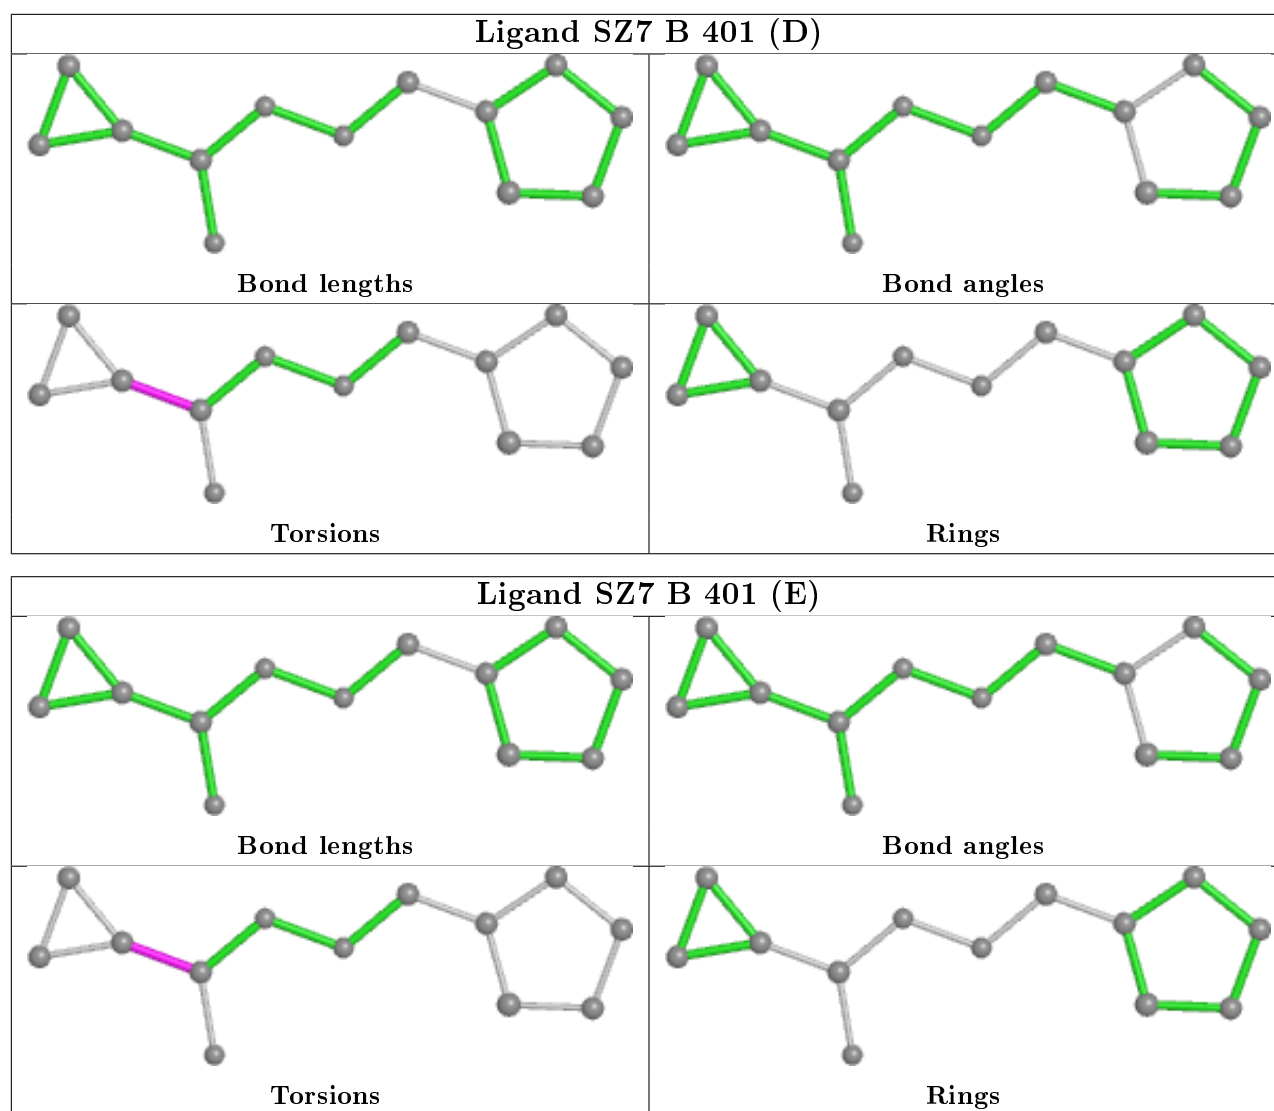 Ligand SZ7 B 401 (D)
Bond lengths
Bond angles
Torsions
Rings
Ligand SZ7 B 401 (E)
Bond lengths
Bond angles
Torsions
Rings